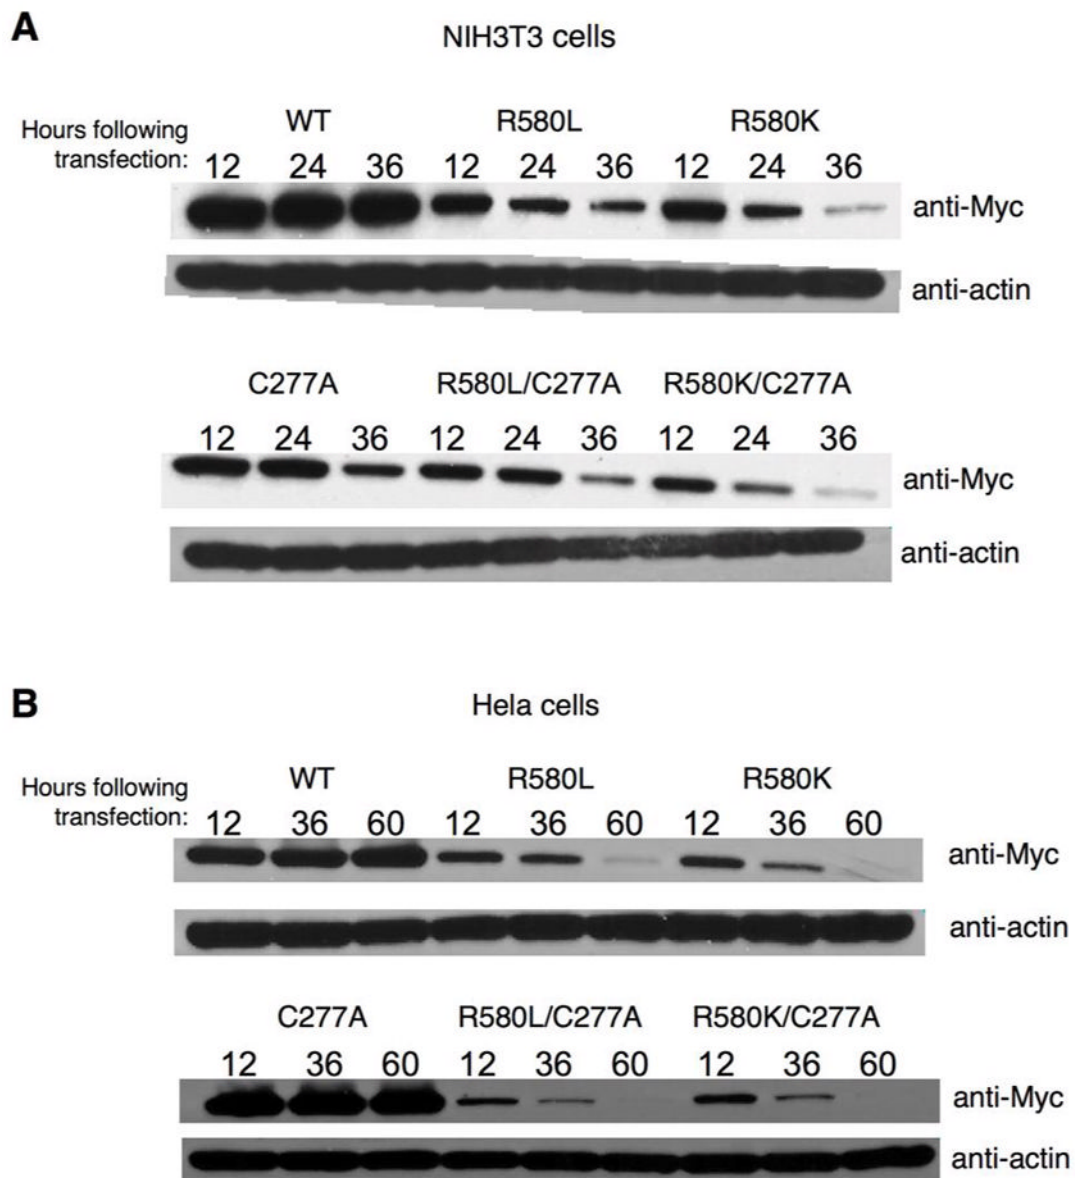 A
NIH3T3 cells
Hours following
transfection:
WT R580L R580K
12 24 36 12 24 36 12 24 36
anti-Myc
anti-actin
C277A R580L/C277A R580K/C277A
12 24 36 12 24 36 12 24 36
anti-Myc
anti-actin
B
Hela cells
Hours following
transfection:
WT R580L R580K
12 36 60 12 36 60 12 36 60
anti-Myc
anti-actin
C277A R580L/C277A R580K/C277A
12 36 60 12 36 60 12 36 60
anti-Myc
anti-actin